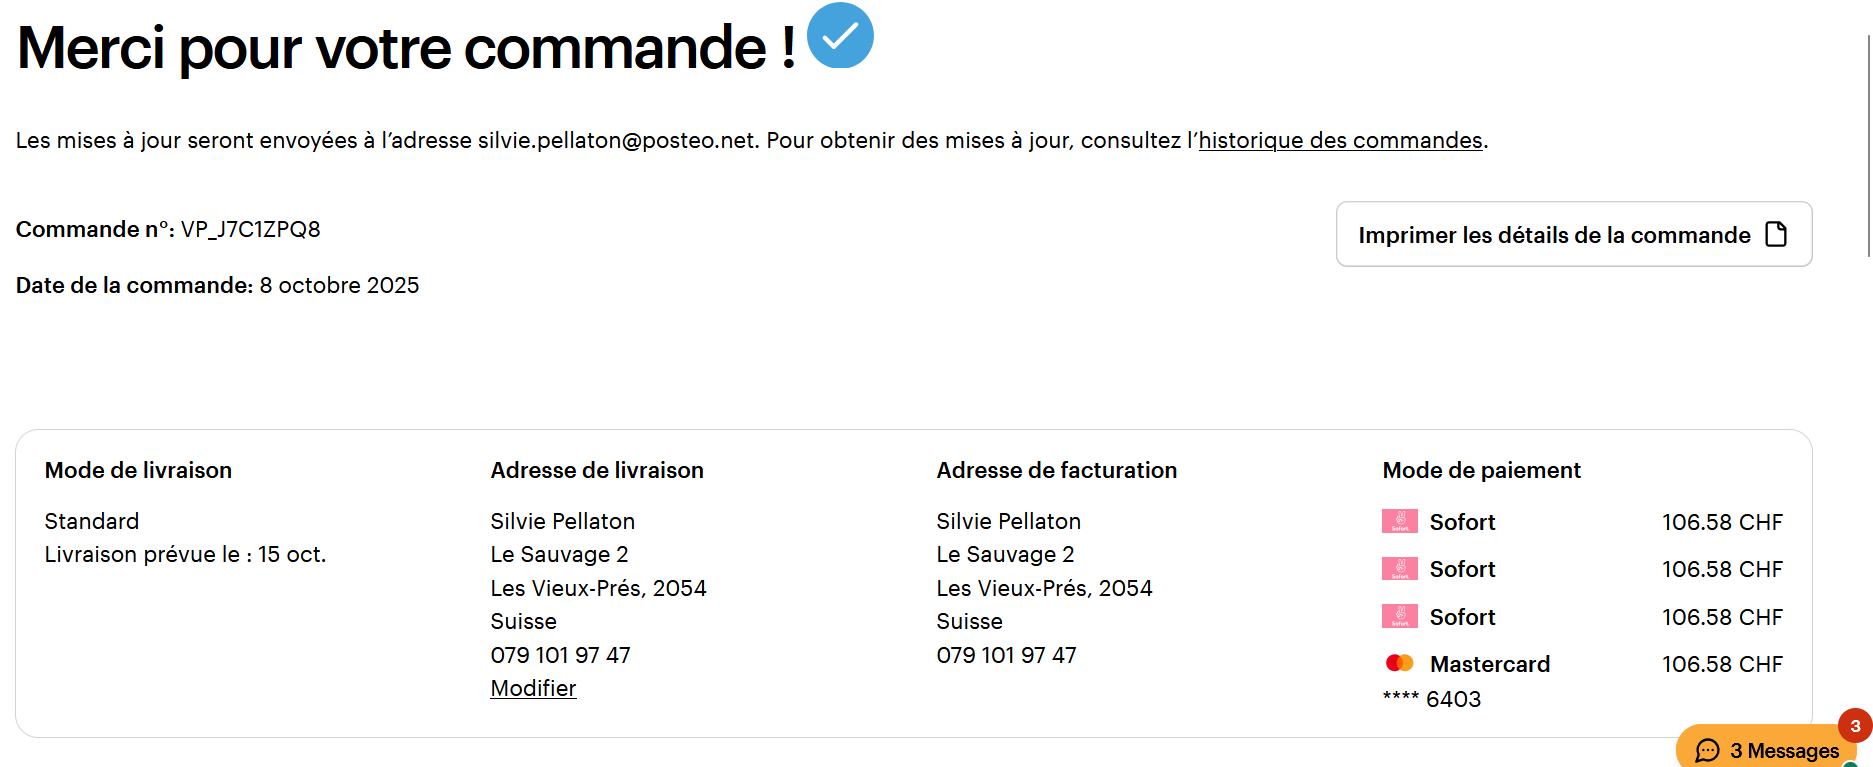 Merci pour votre commande !
Les mises à jour seront envoyées à l’adresse silvie.pellaton@posteo.net. Pour obtenir des mises à jour, consultez l’historique des commandes.
Commande n°: VP_J7C1ZPQ8
Imprimer les détails de la commande
Date de la commande: 8 octobre 2025
Mode de livraison
Standard
Livraison prévue le : 15 oct.
Adresse de livraison
Silvie Pellaton
Le Sauvage 2
Les Vieux-Prés, 2054
Suisse
079 101 97 47
Modifier
Adresse de facturation
Silvie Pellaton
Le Sauvage 2
Les Vieux-Prés, 2054
Suisse
079 101 97 47
Mode de paiement
Sofort. Sofort 106.58 CHF
Sofort. Sofort 106.58 CHF
Sofort. Sofort 106.58 CHF
Mastercard 106.58 CHF
**** 6403
3
3 Messages